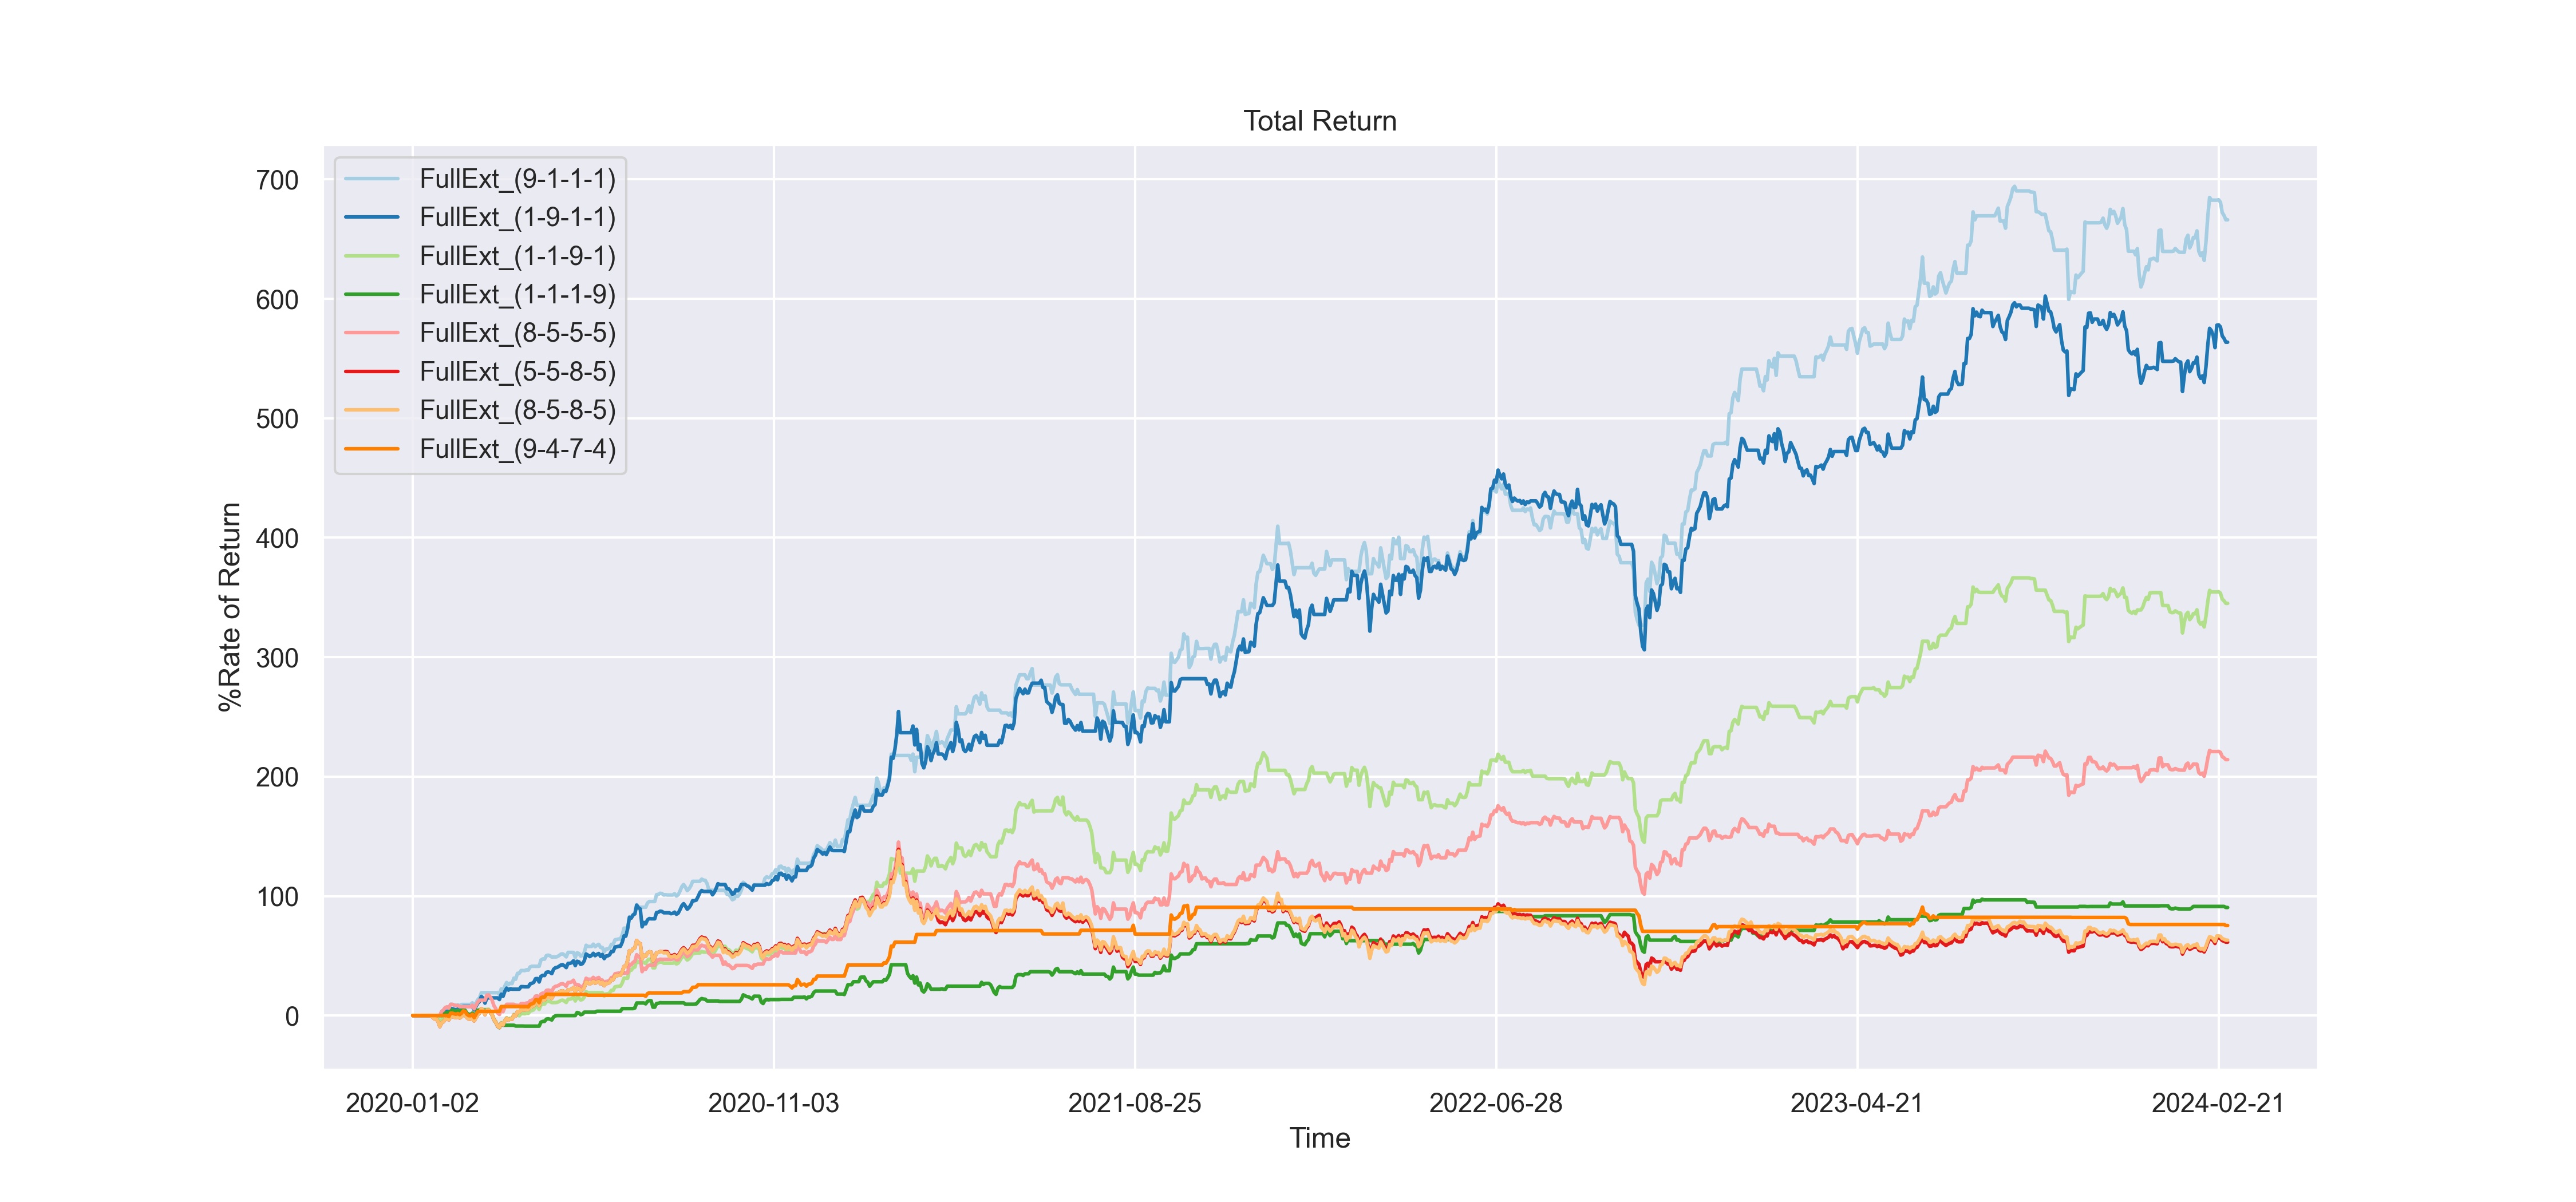 Total Return
700
600
500
400
300
200
100
0
%Rate of Return
FullExt_(9-1-1-1)
FullExt_(1-9-1-1)
FullExt_(1-1-9-1)
FullExt_(1-1-1-9)
FullExt_(8-5-5-5)
FullExt_(5-5-8-5)
FullExt_(8-5-8-5)
FullExt_(9-4-7-4)
2020-01-02 2020-11-03 2021-08-25 2022-06-28 2023-04-21 2024-02-21
Time